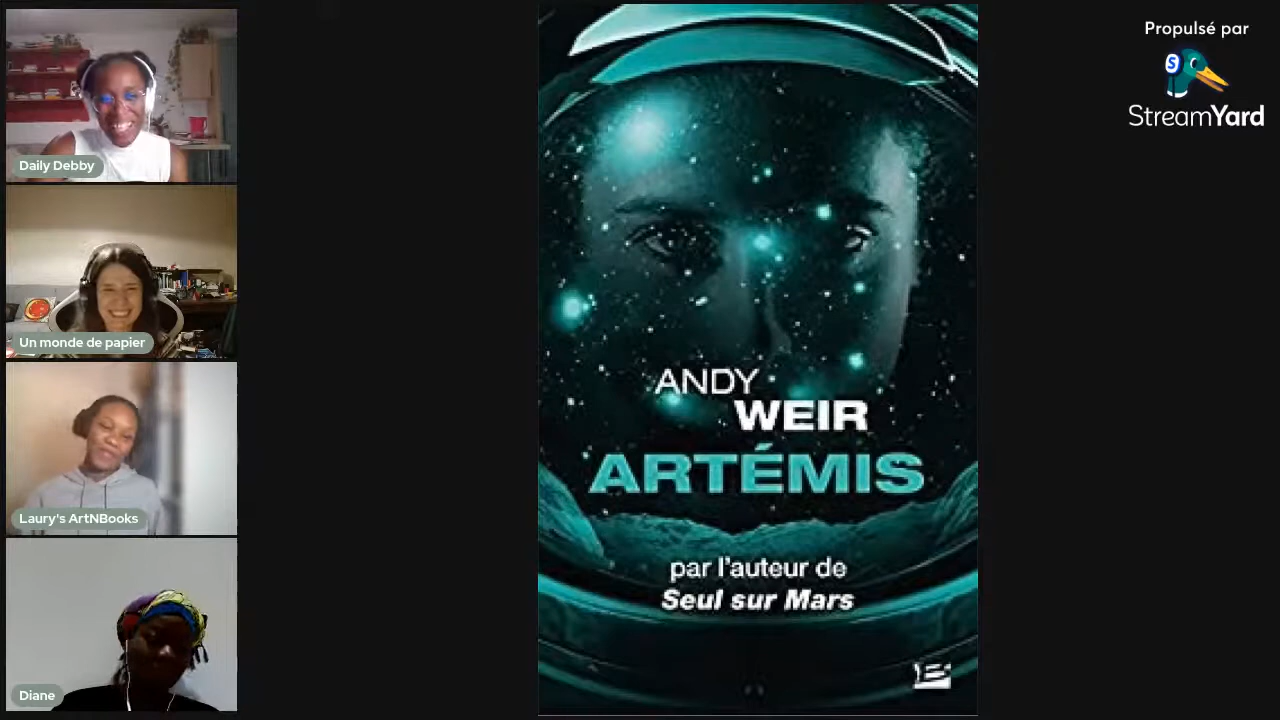 Daily Debby
Un monde de papier
Laury's ArtNBooks
Diane
ANDY
WEIR
ARTÉMIS
par l'auteur de
Seul sur Mars
Propulsé par
S
StreamYard